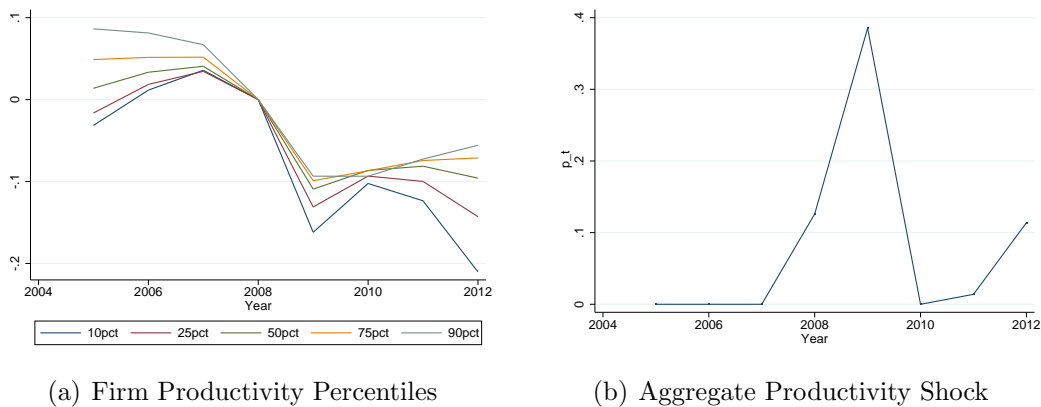 .1
0
-.1
-.2
2004 2006 2008 2010 2012
Year
10pct 25pct 50pct 75pct 90pct
(a) Firm Productivity Percentiles
.4
.3
.2
.1
0
p_t
2004 2006 2008 2010 2012
Year
(b) Aggregate Productivity Shock